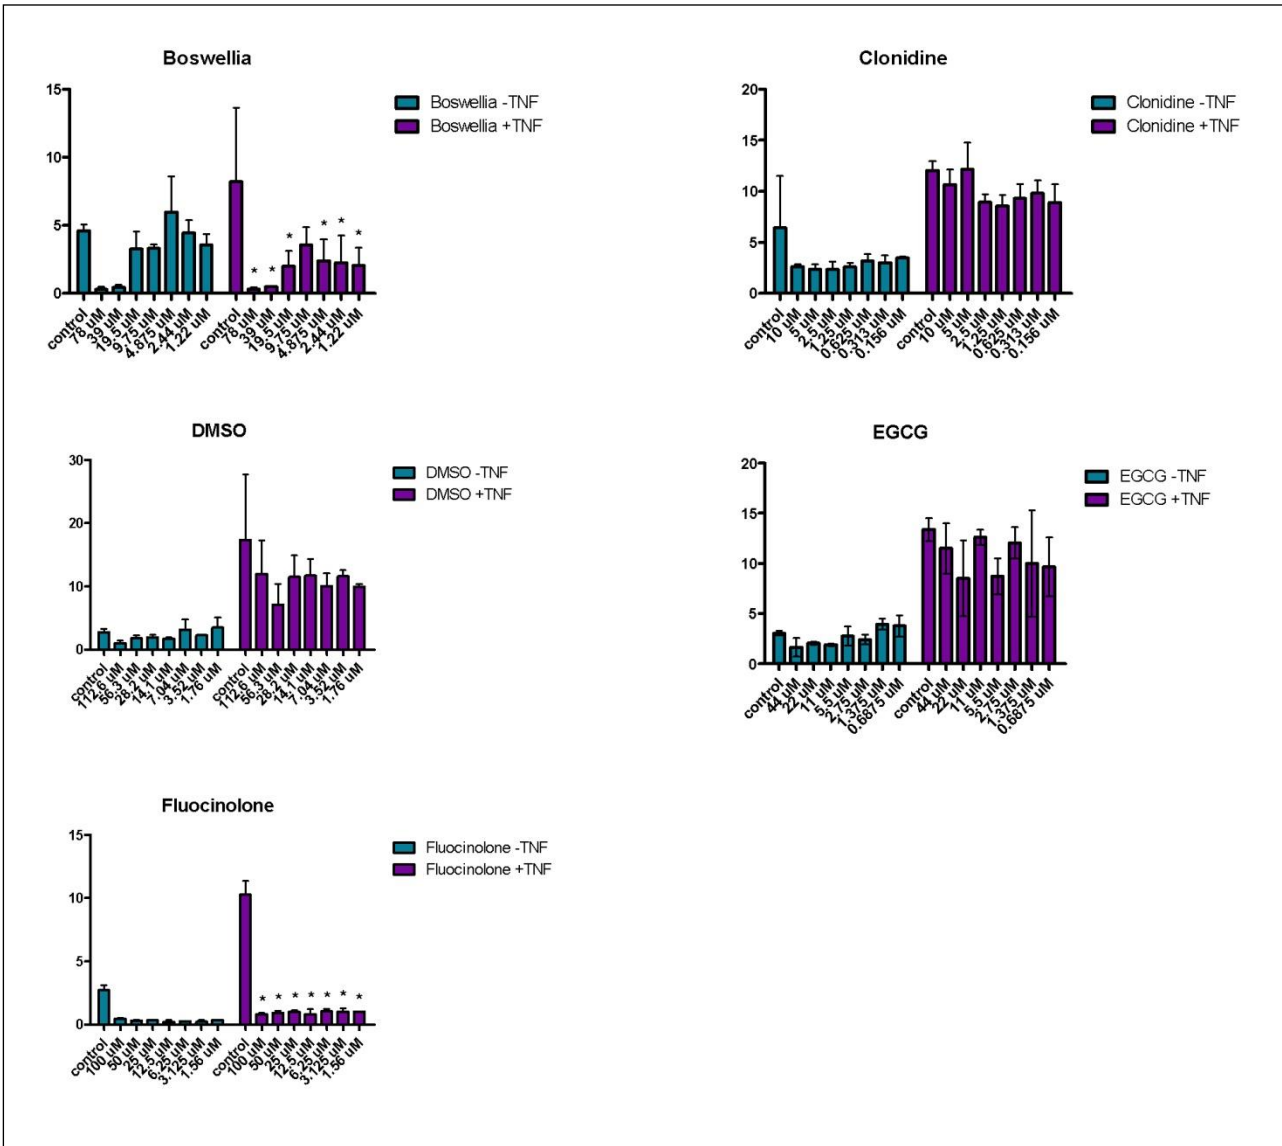 Boswellia
15
10
5
0
Boswellia -TNF
Boswellia +TNF
* * * * * *
control 78 uM 39 uM 19.5 uM 9.75 uM 4.875 uM 2.44 uM 1.22 uM control 78 uM 39 uM 19.5 uM 9.75 uM 4.875 uM 2.44 uM 1.22 uM
Clonidine
20
15
10
5
0
Clonidine -TNF
Clonidine +TNF
control 10 uM 5 uM 2.5 uM 1.25 uM 0.625 uM 0.313 uM 0.156 uM control 10 uM 5 uM 2.5 uM 1.25 uM 0.625 uM 0.313 uM 0.156 uM
DMSO
30
20
10
0
DMSO -TNF
DMSO +TNF
control 112.6 uM 56.3 uM 28.2 uM 14.1 uM 7.04 uM 3.52 uM 1.76 uM control 112.6 uM 56.3 uM 28.2 uM 14.1 uM 7.04 uM 3.52 uM 1.76 uM
EGCG
20
15
10
5
0
EGCG -TNF
EGCG +TNF
control 44 uM 22 uM 11 uM 5.5 uM 2.75 uM 1.375 uM 0.6875 uM control 44 uM 22 uM 11 uM 5.5 uM 2.75 uM 1.375 uM 0.6875 uM
Fluocinolone
15
10
5
0
Fluocinolone -TNF
Fluocinolone +TNF
* * * * * * *
control 100 uM 50 uM 25 uM 12.5 uM 6.25 uM 3.125 uM 1.56 uM control 100 uM 50 uM 25 uM 12.5 uM 6.25 uM 3.125 uM 1.56 uM